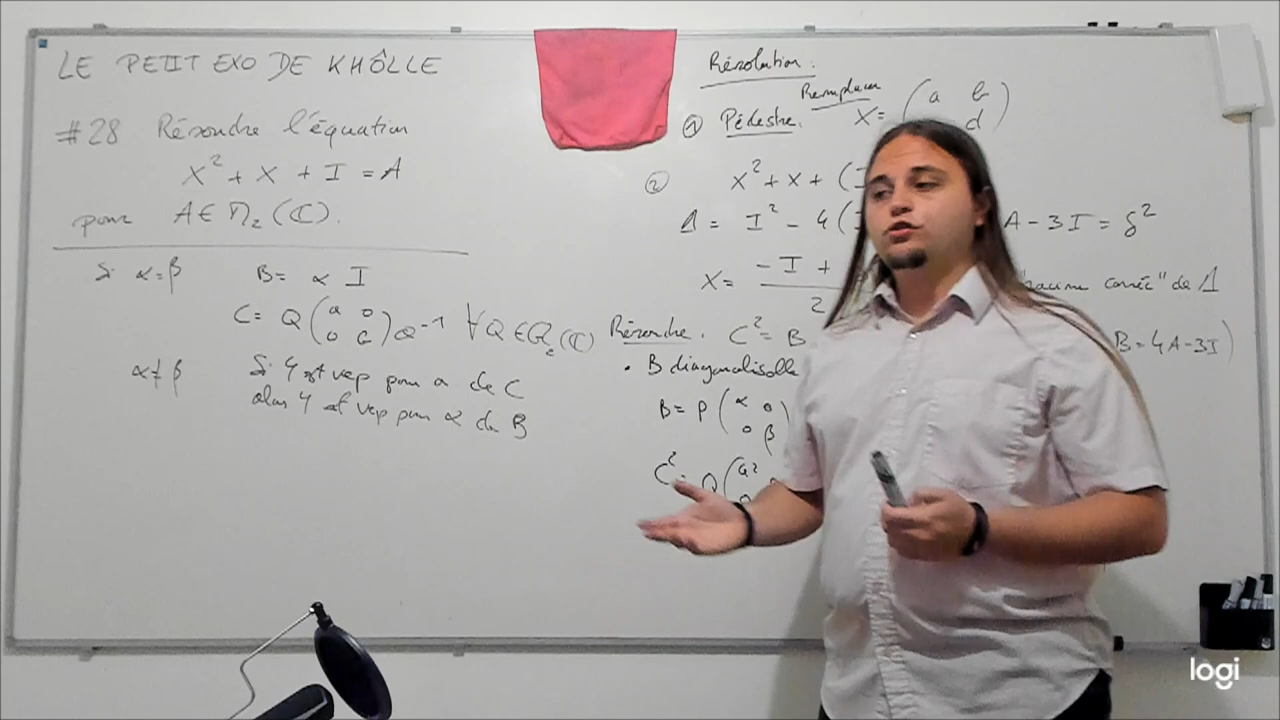 LE PETIT EXO DE KHÔLLE
#28 Résoudre l'équation
X² + X + I = A
pour A ∈ M₂(ℂ).
Si α = β B = α I
C = Q (a 0
0 c) Q⁻¹ ∀Q ∈ (ℂ)
α ≠ β Si Y est vep pour a de C
alors Y est vep pour α de B
Résolution :
① Pédestre. Remplacer X = (a b
d)
② X² + X + (
Δ = I² - 4( A - 3I = δ²
X = -I +
2
"racine carrée" de Δ
Résoudre. C² = B B = 4A - 3I)
• B diagonalisable
B = P (α 0
0 β)
C² = Q (a²
logi